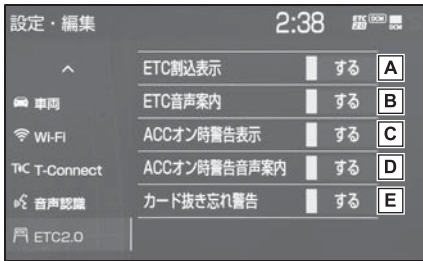 設定・編集 2:38 ETC 2.0 DCM
ETC割込表示 する A
車両 ETC音声案内 する B
Wi-Fi ACCオン時警告表示 する C
T-Connect ACCオン時警告音声案内 する D
音声認識 カード抜き忘れ警告 する E
ETC2.0